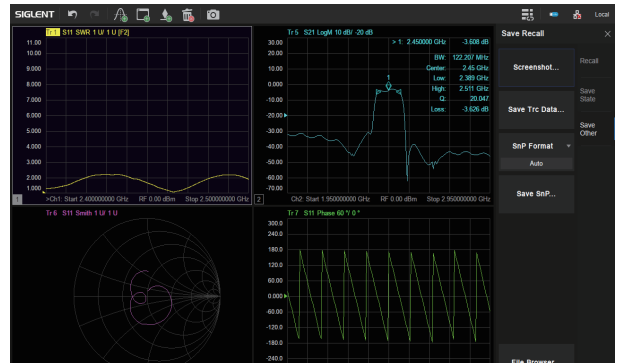 SIGLENT
Local
Tr 1 S11 SWR 1 U/ 1 U [F2]
11.00
10.00
9.000
8.000
7.000
6.000
5.000
4.000
3.000
2.000
1.000
1
>Ch1: Start 2.400000000 GHz RF 0.00 dBm Stop 2.500000000 GHz
Tr 5 S21 LogM 10 dB/ -20 dB
> 1: 2.450000 GHz -3.608 dB
BW: 122.207 MHz
Center: 2.45 GHz
Low: 2.389 GHz
High: 2.511 GHz
Q: 20.047
Loss: -3.626 dB
1
30.00
20.00
10.00
0.000
-10.00
-20.00
-30.00
-40.00
-50.00
-60.00
-70.00
2
Ch2: Start 1.950000000 GHz RF 0.00 dBm Stop 2.950000000 GHz
Tr 6 S11 Smith 1 U/ 1 U
Tr 7 S11 Phase 60 °/ 0 °
300.0
240.0
180.0
120.0
60.00
0.000
-60.00
-120.0
-180.0
-240.0
Save Recall
Screenshot...
Recall
Save Trc Data...
Save
State
Save
Other
SnP Format
Auto
Save SnP...
File Browser...